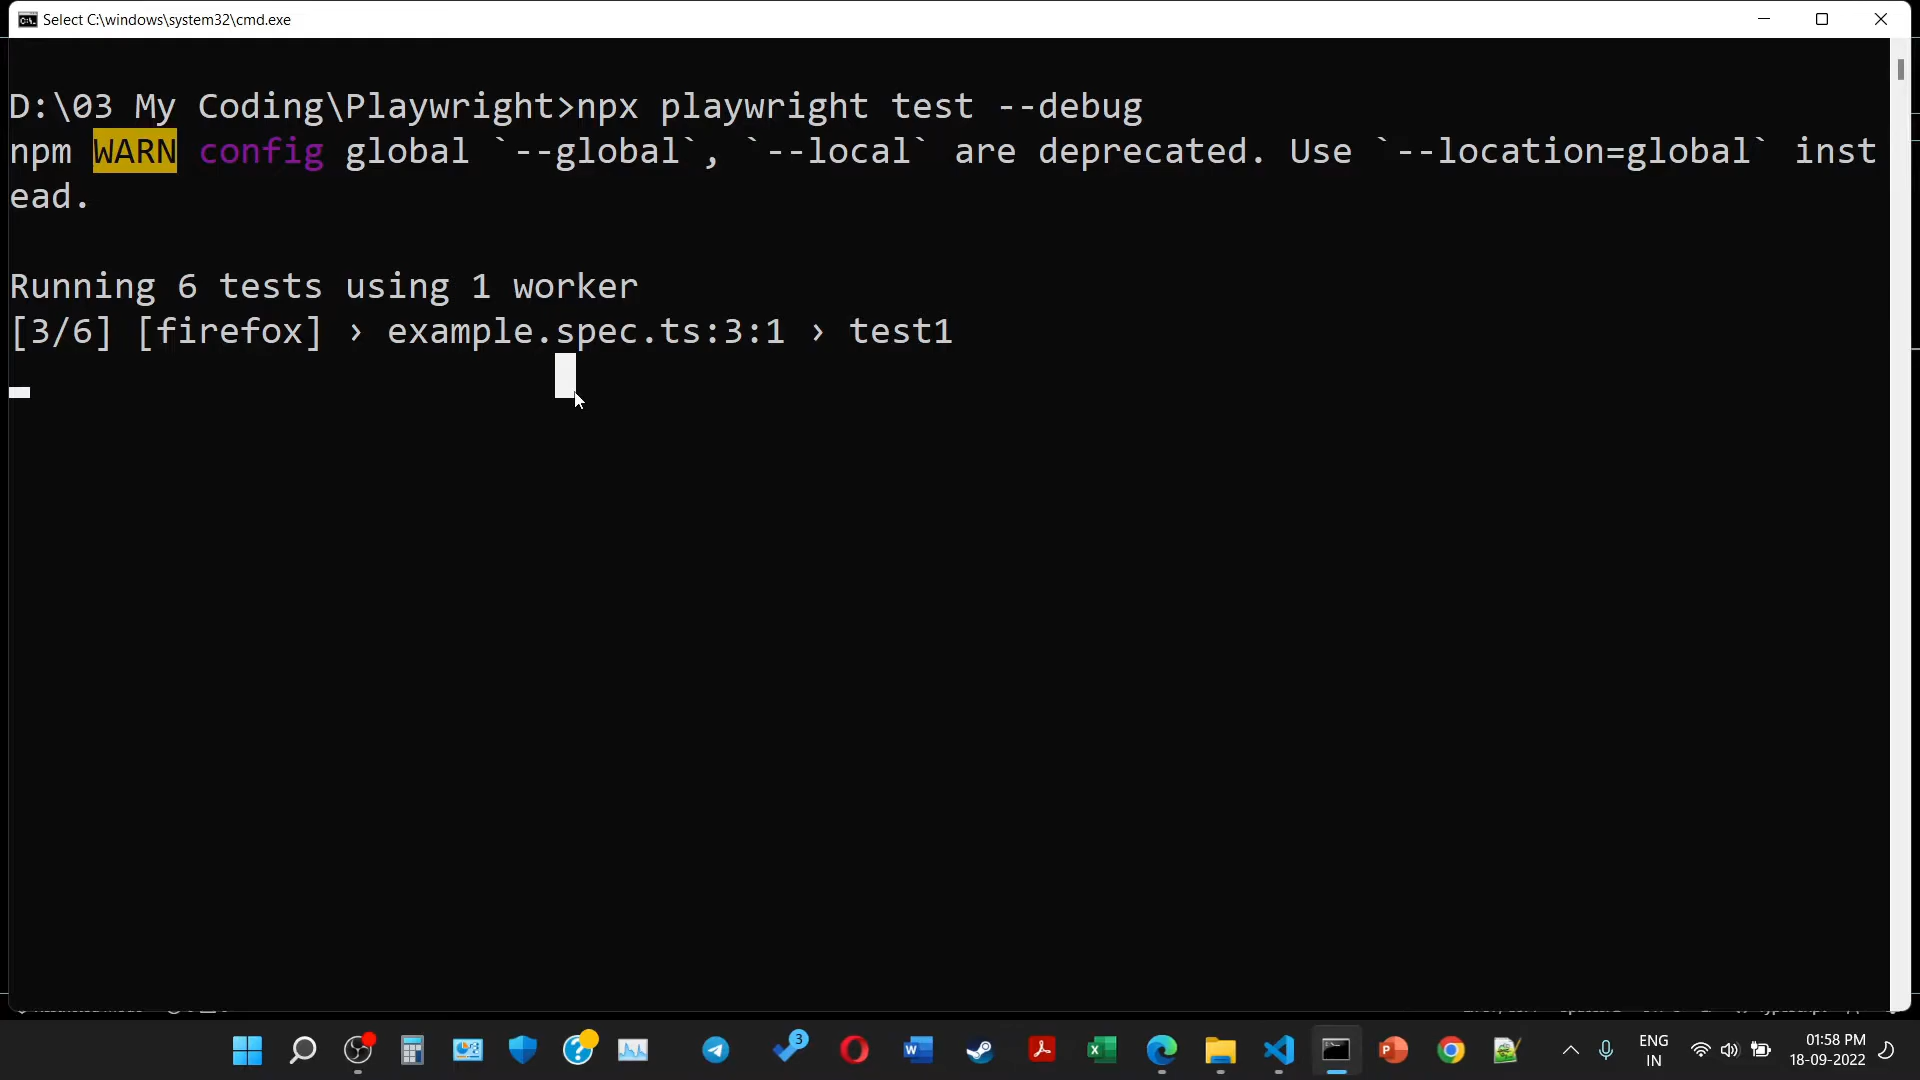 Select C:\windows\system32\cmd.exe
D:\03 My Coding\Playwright>npx playwright test --debug
npm WARN config global `--global`, `--local` are deprecated. Use `--location=global` inst
ead.
Running 6 tests using 1 worker
[3/6] [firefox] › example.spec.ts:3:1 › test1
3
ENG
IN
01:58 PM
18-09-2022